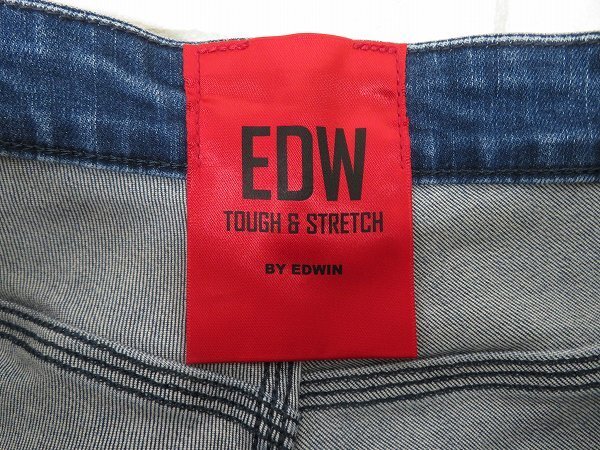 EDW
TOUGH & STRETCH
BY EDWIN